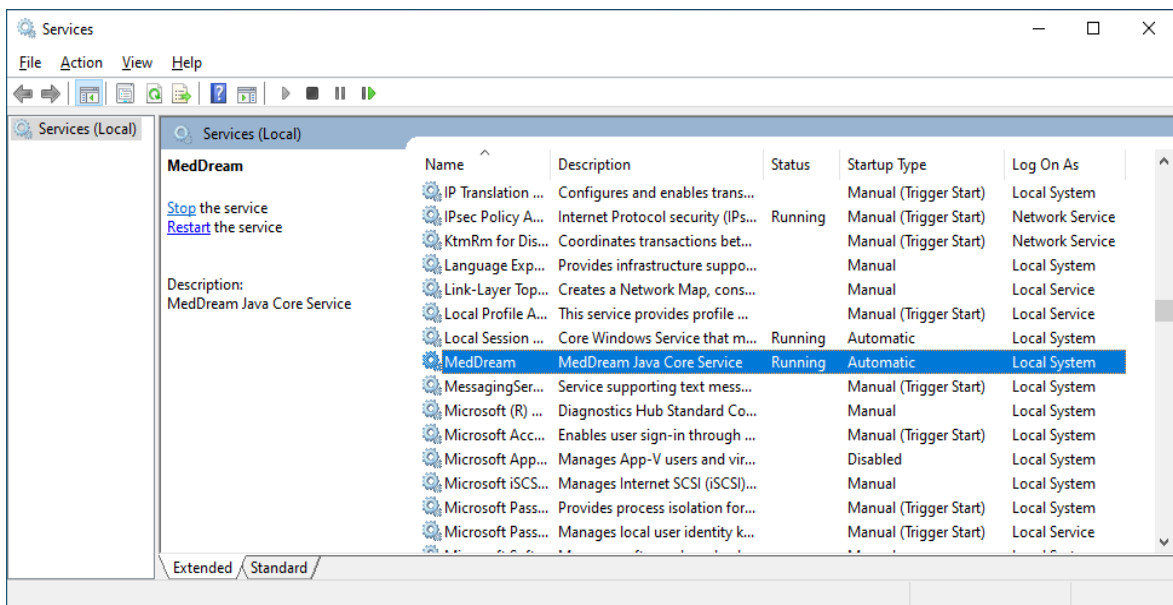 Services
File Action View Help
Services (Local)
Services (Local)
MedDream
Stop the service
Restart the service
Description:
MedDream Java Core Service
Name Description Status Startup Type Log On As
IP Translation ... Configures and enables trans... Manual (Trigger Start) Local System
IPsec Policy A... Internet Protocol security (IPs... Running Manual (Trigger Start) Network Service
KtmRm for Dis... Coordinates transactions bet... Manual (Trigger Start) Network Service
Language Exp... Provides infrastructure suppo... Manual Local System
Link-Layer Top... Creates a Network Map, cons... Manual Local Service
Local Profile A... This service provides profile ... Manual (Trigger Start) Local Service
Local Session ... Core Windows Service that m... Running Automatic Local System
MedDream MedDream Java Core Service Running Automatic Local System
MessagingSer... Service supporting text mess... Manual (Trigger Start) Local System
Microsoft (R) ... Diagnostics Hub Standard Co... Manual Local System
Microsoft Acc... Enables user sign-in through ... Manual (Trigger Start) Local System
Microsoft App... Manages App-V users and vir... Disabled Local System
Microsoft iSCS... Manages Internet SCSI (iSCSI)... Manual Local System
Microsoft Pass... Provides process isolation for... Manual (Trigger Start) Local System
Microsoft Pass... Manages local user identity k... Manual (Trigger Start) Local Service
Extended Standard